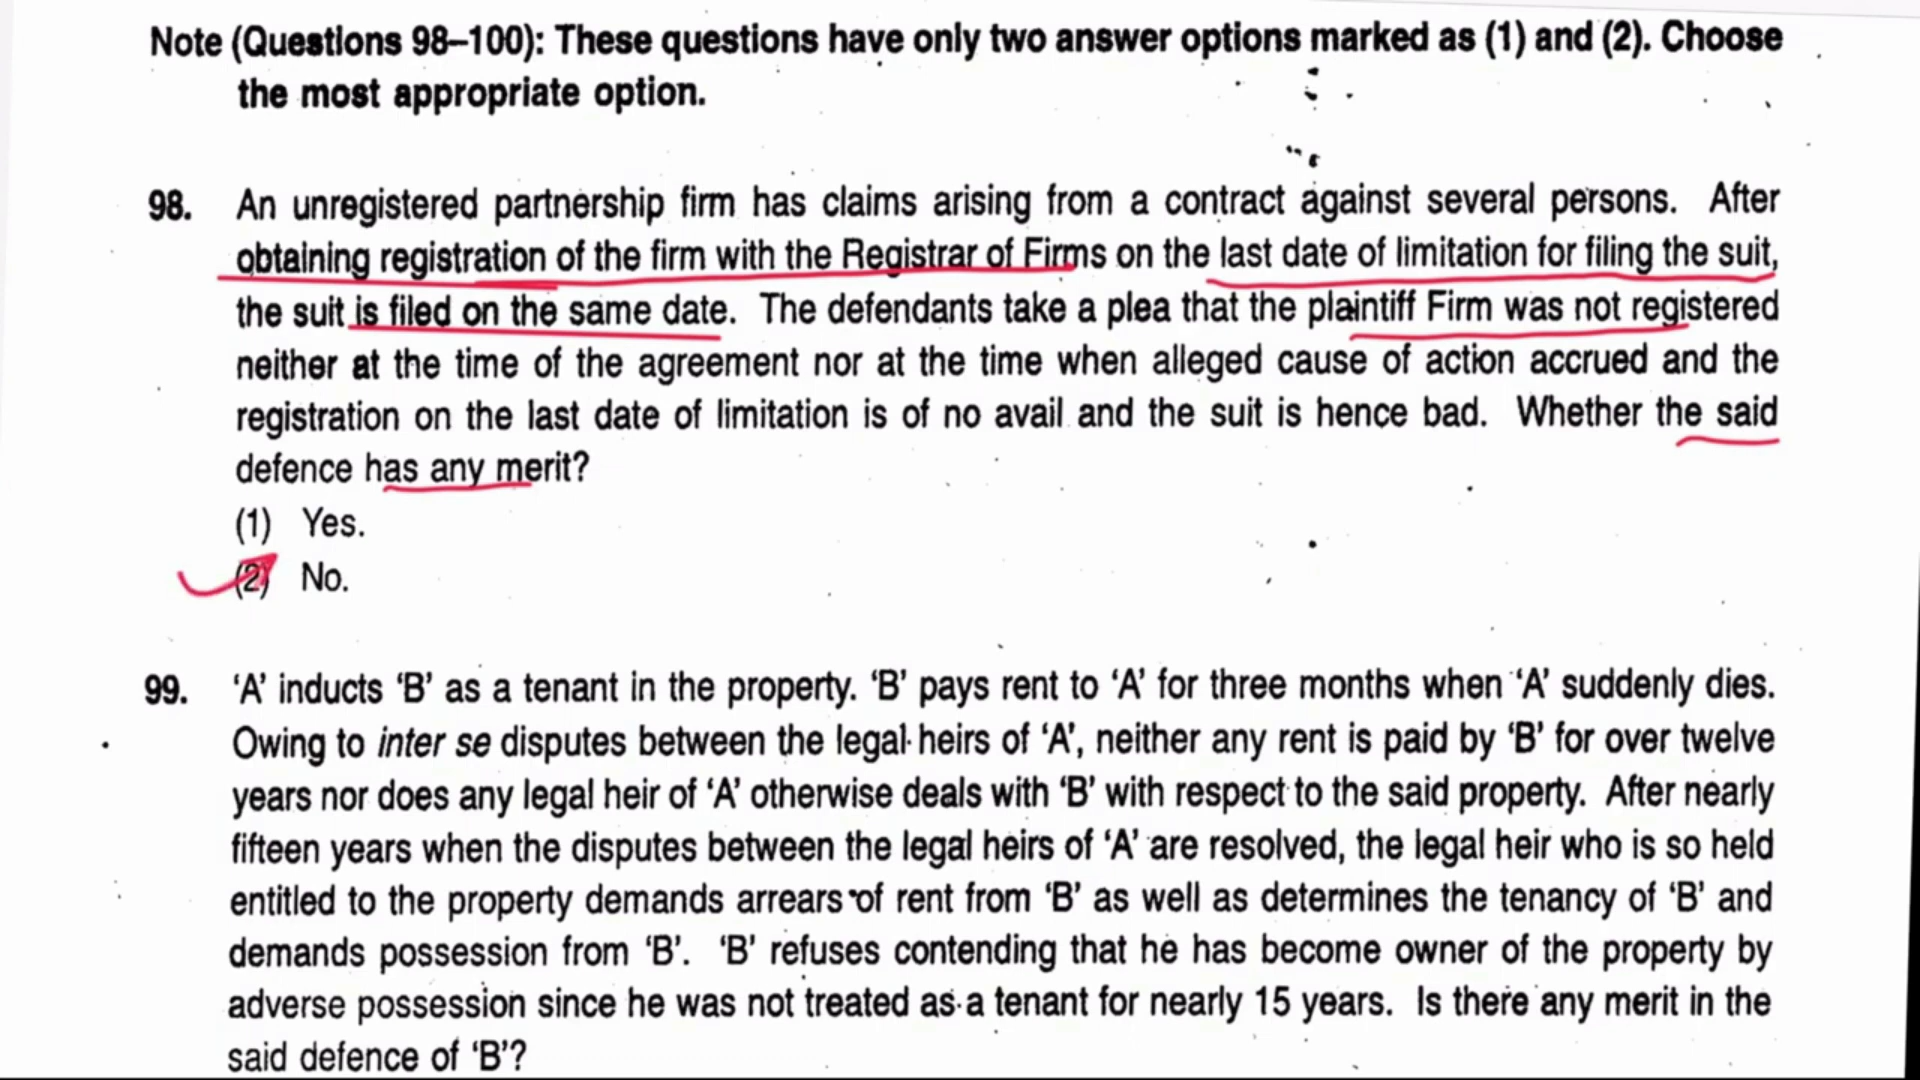 Note (Questions 98–100): These questions have only two answer options marked as (1) and (2). Choose
the most appropriate option.
98. An unregistered partnership firm has claims arising from a contract against several persons. After
obtaining registration of the firm with the Registrar of Firms on the last date of limitation for filing the suit,
the suit is filed on the same date. The defendants take a plea that the plaintiff Firm was not registered
neither at the time of the agreement nor at the time when alleged cause of action accrued and the
registration on the last date of limitation is of no avail and the suit is hence bad. Whether the said
defence has any merit?
(1) Yes.
(2) No.
99. ‘A’ inducts ‘B’ as a tenant in the property. ‘B’ pays rent to ‘A’ for three months when ‘A’ suddenly dies.
Owing to inter se disputes between the legal heirs of ‘A’, neither any rent is paid by ‘B’ for over twelve
years nor does any legal heir of ‘A’ otherwise deals with ‘B’ with respect to the said property. After nearly
fifteen years when the disputes between the legal heirs of ‘A’ are resolved, the legal heir who is so held
entitled to the property demands arrears of rent from ‘B’ as well as determines the tenancy of ‘B’ and
demands possession from ‘B’. ‘B’ refuses contending that he has become owner of the property by
adverse possession since he was not treated as a tenant for nearly 15 years. Is there any merit in the
said defence of ‘B’?